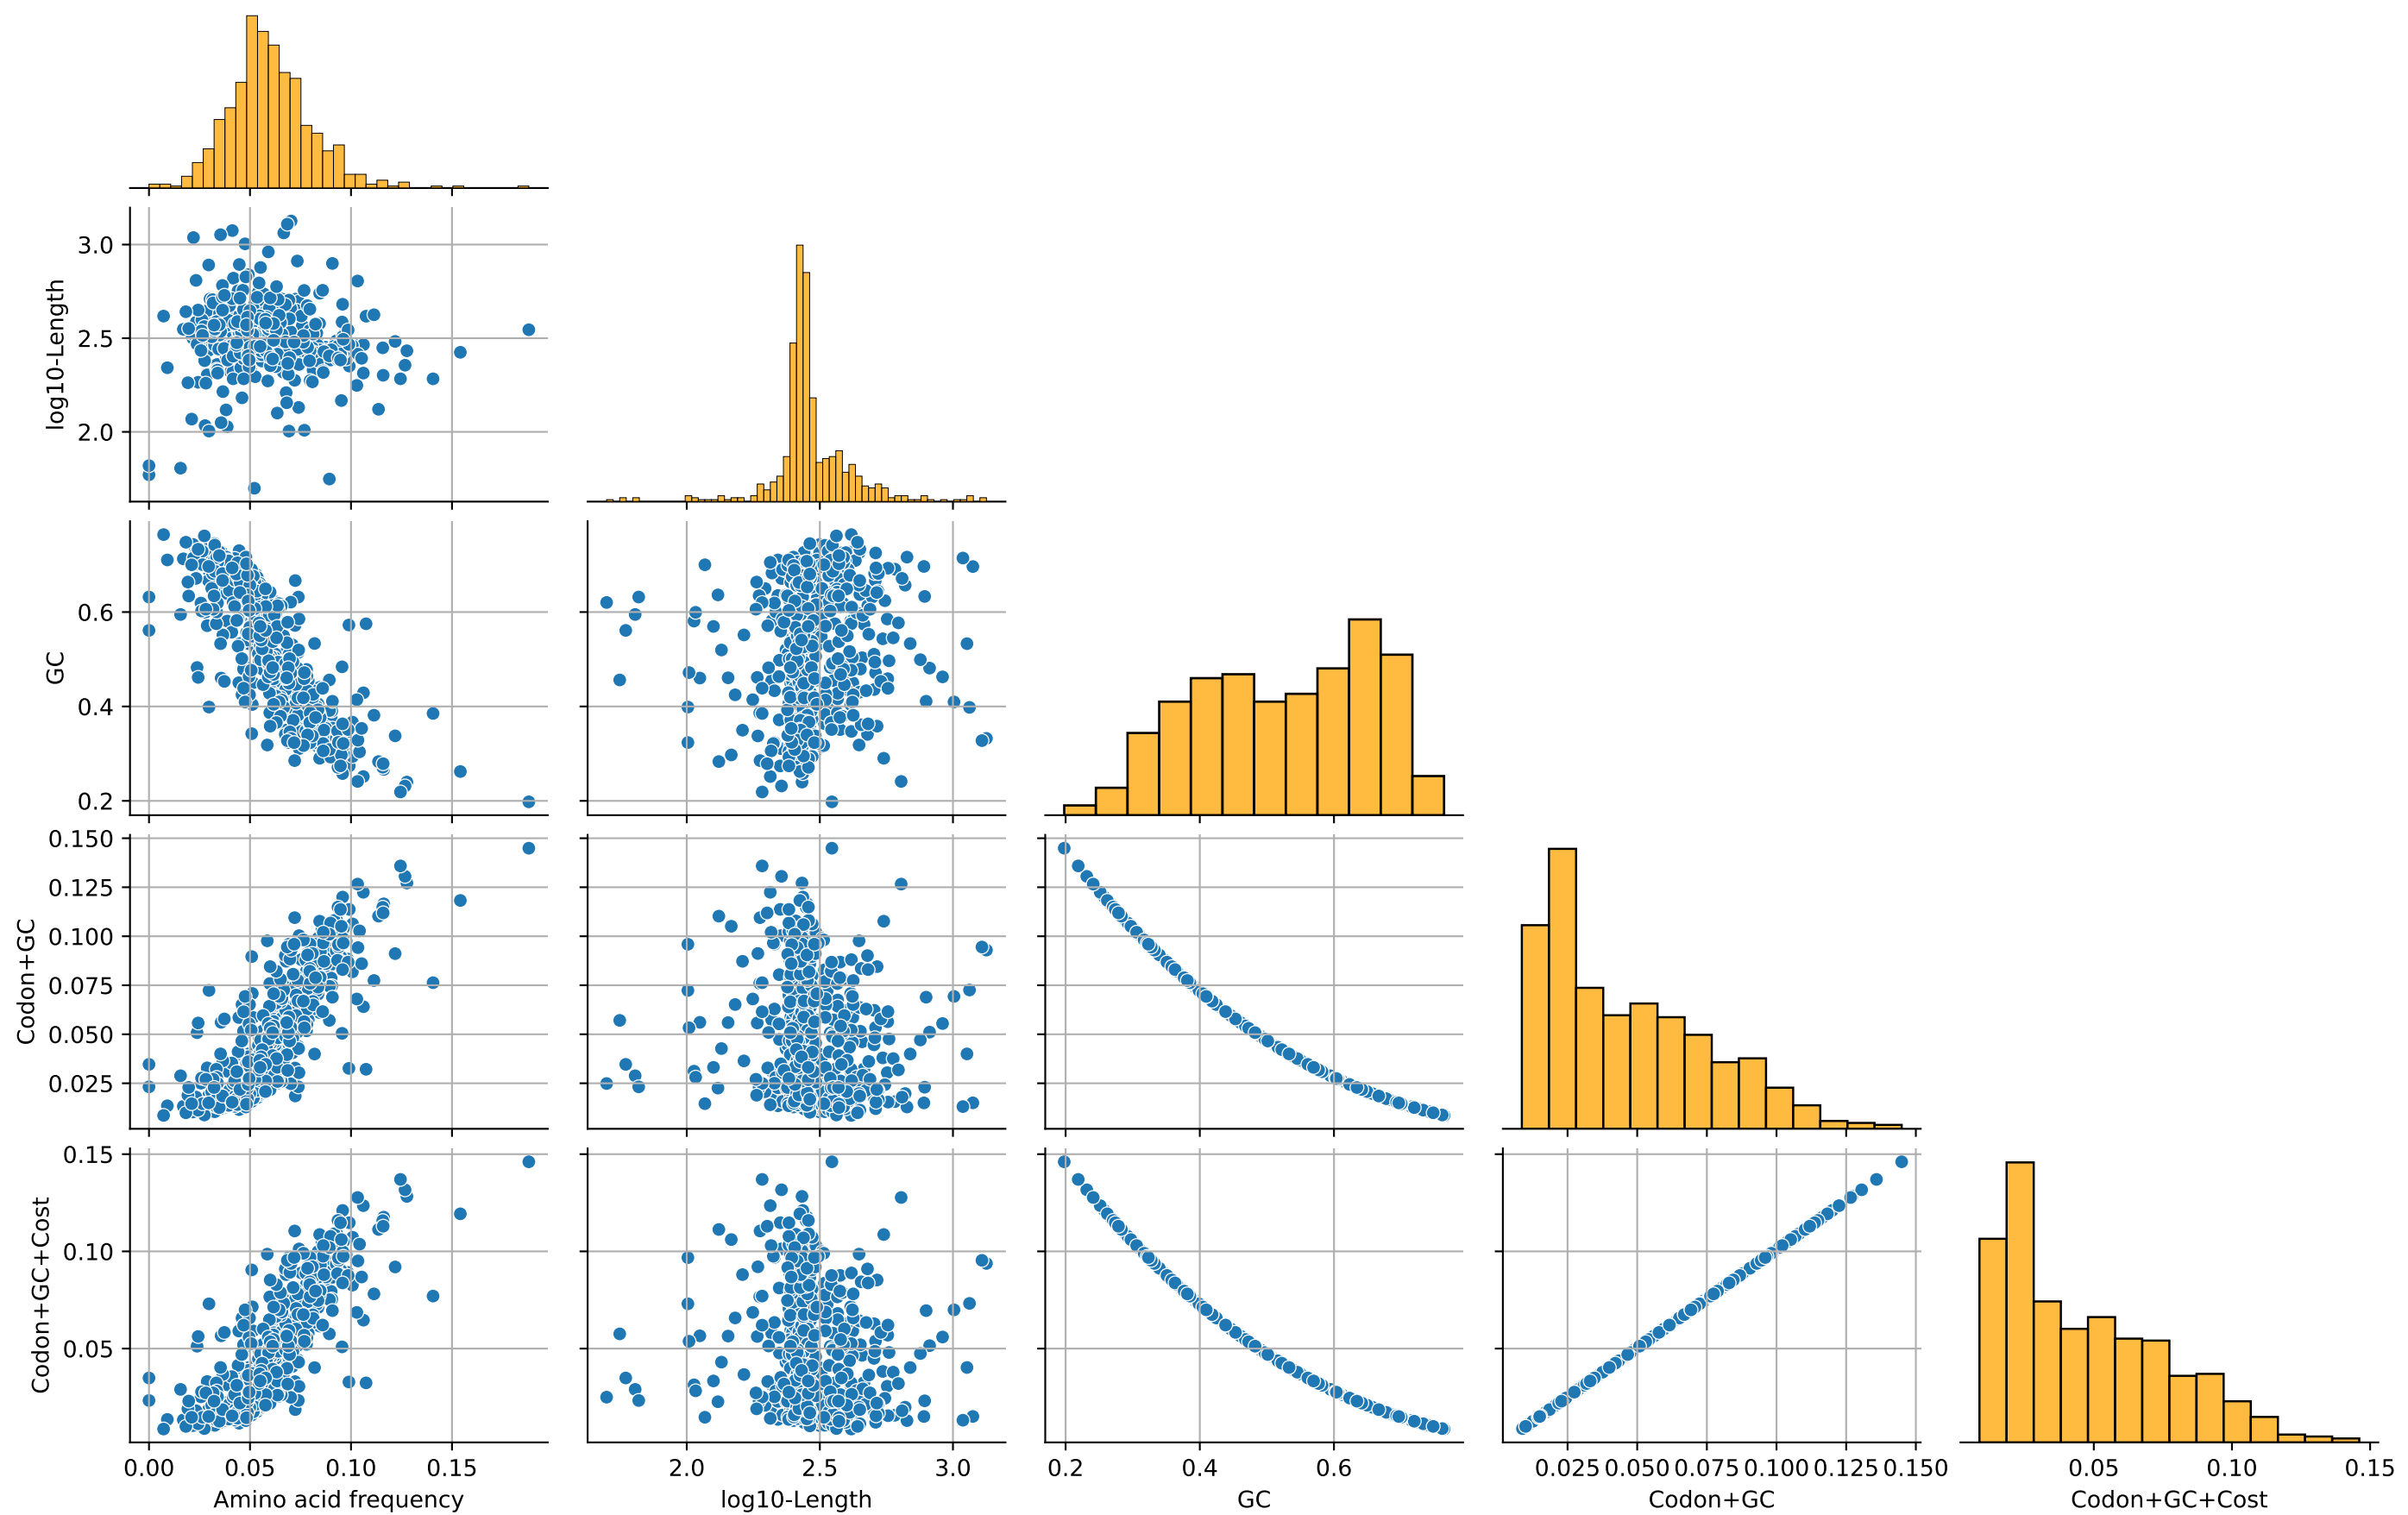 3.0
2.5
2.0
log10-Length
0.6
0.4
0.2
GC
0.150
0.125
0.100
0.075
0.050
0.025
Codon+GC
0.15
0.10
0.05
Codon+GC+Cost
0.00 0.05 0.10 0.15
Amino acid frequency
2.0 2.5 3.0
log10-Length
0.2 0.4 0.6
GC
0.025 0.050 0.075 0.100 0.125 0.150
Codon+GC
0.05 0.10 0.15
Codon+GC+Cost